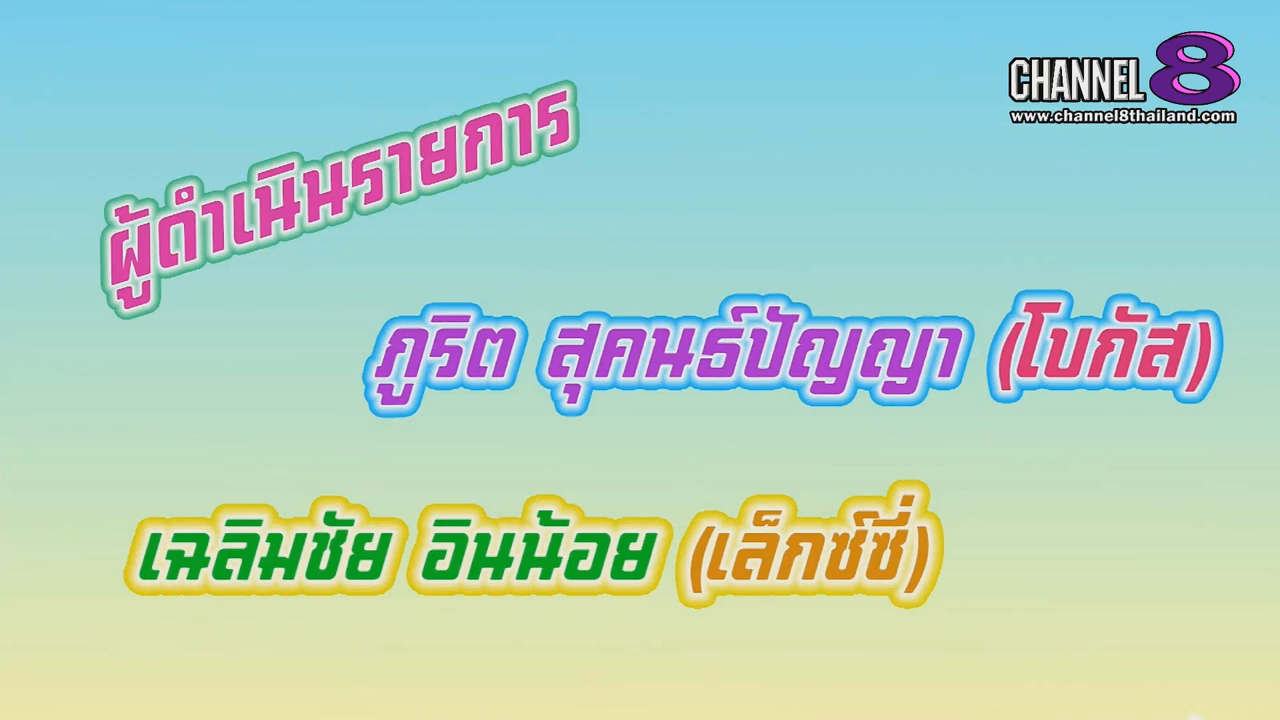 CHANNEL 8
www.channel8thailand.com
ผู้ดำเนินรายการ
ภูริต สุคนธ์ปัญญา (โบกัส)
เฉลิมชัย อินน้อย (เล็กซ์ซี่)